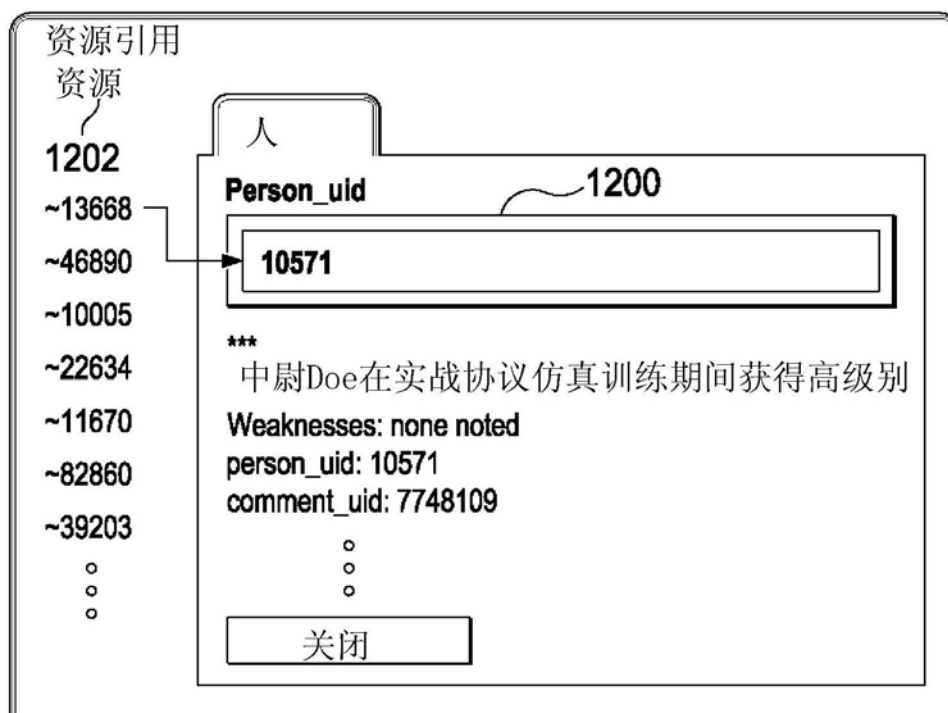 资源引用
资源
1202
~13668
~46890
~10005
~22634
~11670
~82860
~39203
人
Person_uid
1200
10571
***
中尉Doe在实战协议仿真训练期间获得高级别
Weaknesses: none noted
person_uid: 10571
comment_uid: 7748109
关闭